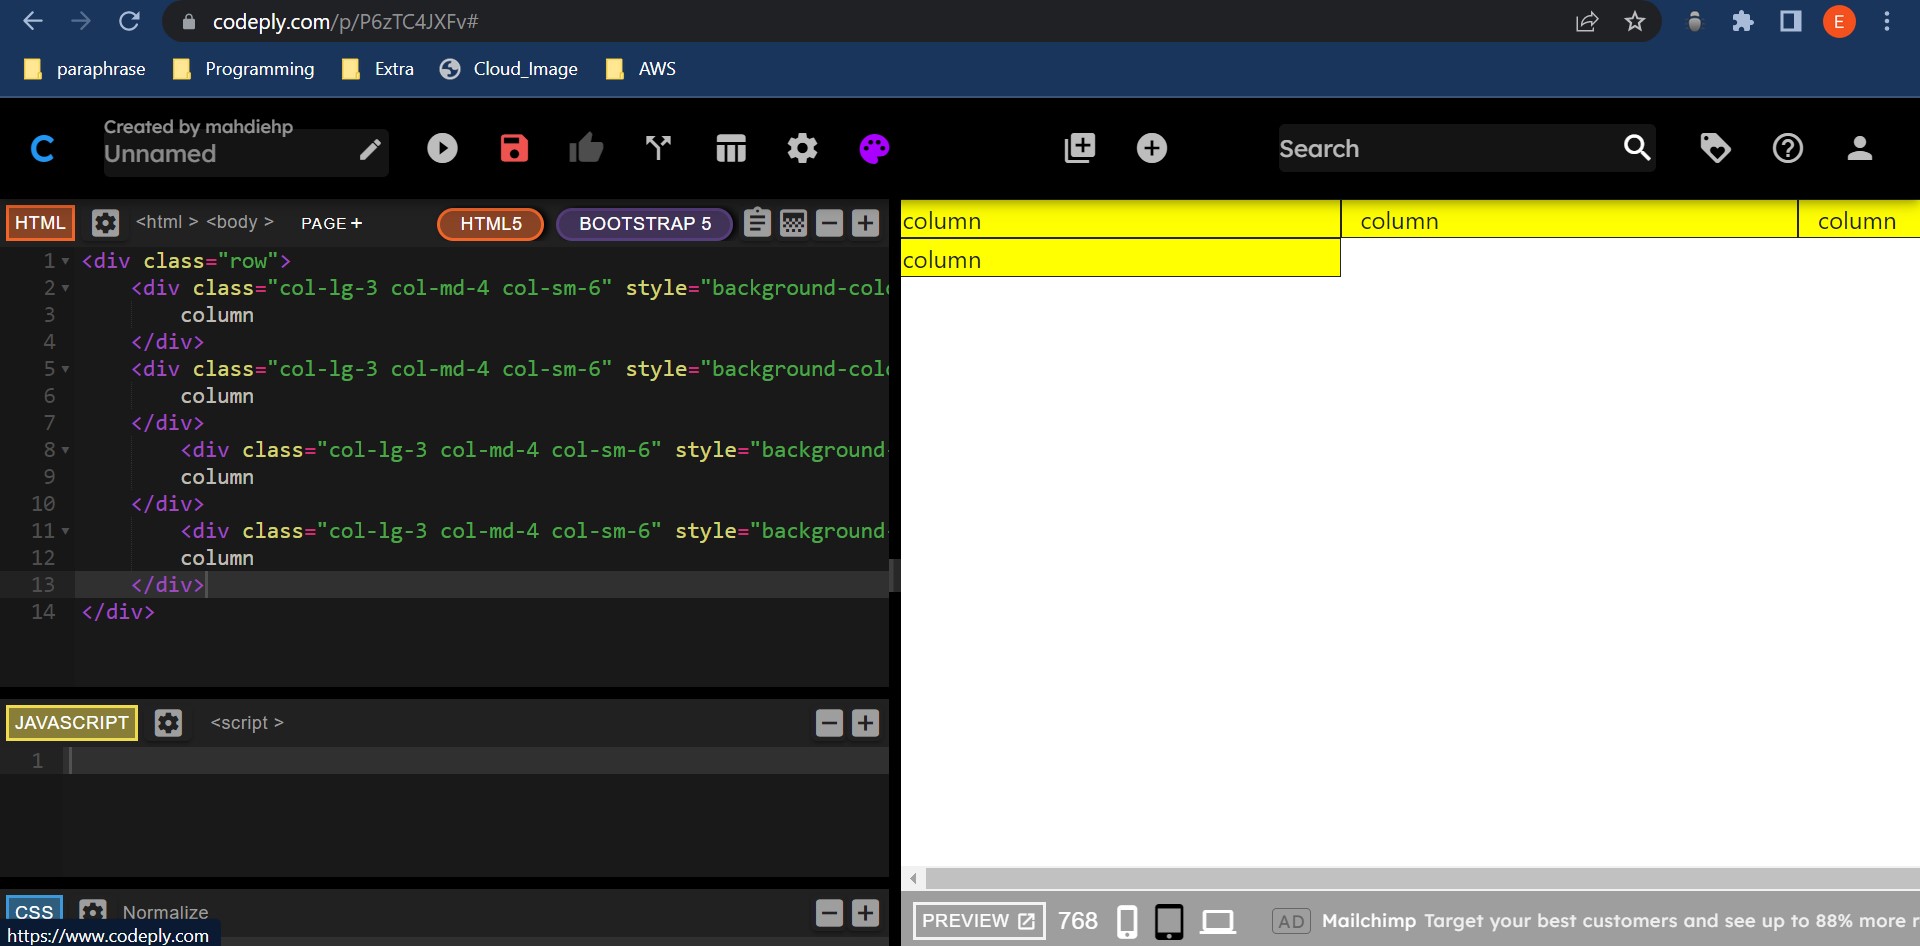 codeply.com/p/P6zTC4JXFv#
E
paraphrase Programming Extra Cloud_Image AWS
C
Created by mahdiehp
Unnamed
Search
HTML <html > <body > PAGE + HTML5 BOOTSTRAP 5
1 <div class="row">
2 <div class="col-lg-3 col-md-4 col-sm-6" style="background-colo
3 column
4 </div>
5 <div class="col-lg-3 col-md-4 col-sm-6" style="background-colo
6 column
7 </div>
8 <div class="col-lg-3 col-md-4 col-sm-6" style="background-
9 column
10 </div>
11 <div class="col-lg-3 col-md-4 col-sm-6" style="background-
12 column
13 </div>
14 </div>
JAVASCRIPT <script >
1
CSS Normalize
https://www.codeply.com
column column column
column
PREVIEW 768 AD Mailchimp Target your best customers and see up to 88% more r